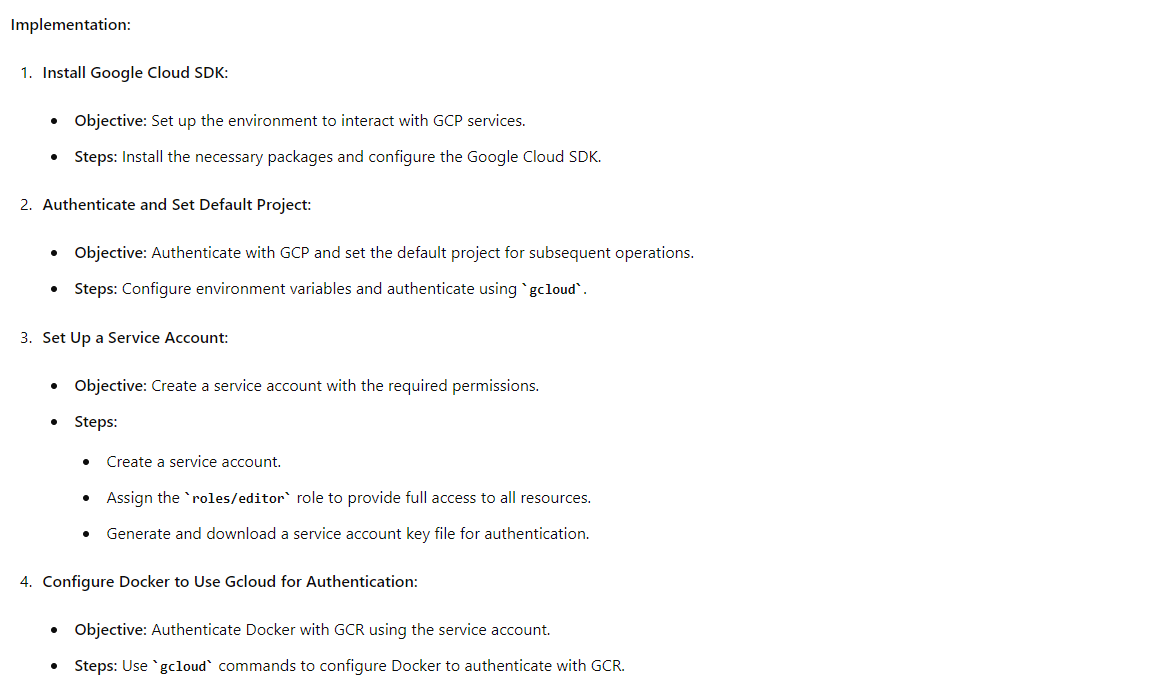 Implementation:
1. Install Google Cloud SDK:
• Objective: Set up the environment to interact with GCP services.
• Steps: Install the necessary packages and configure the Google Cloud SDK.
2. Authenticate and Set Default Project:
• Objective: Authenticate with GCP and set the default project for subsequent operations.
• Steps: Configure environment variables and authenticate using `gcloud`.
3. Set Up a Service Account:
• Objective: Create a service account with the required permissions.
• Steps:
• Create a service account.
• Assign the `roles/editor` role to provide full access to all resources.
• Generate and download a service account key file for authentication.
4. Configure Docker to Use Gcloud for Authentication:
• Objective: Authenticate Docker with GCR using the service account.
• Steps: Use `gcloud` commands to configure Docker to authenticate with GCR.